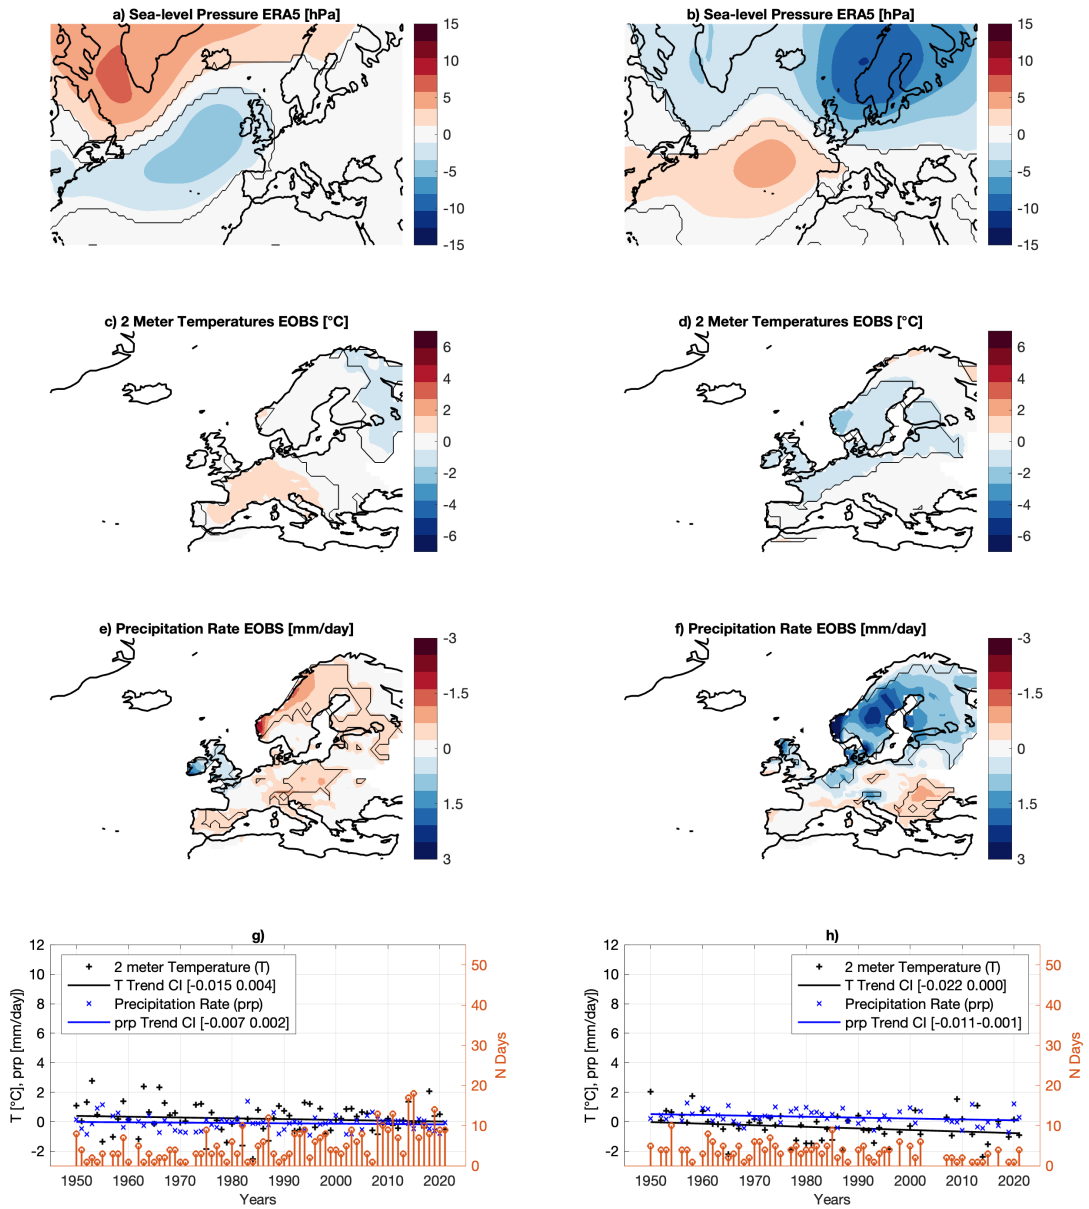 a) Sea-level Pressure ERA5 [hPa]
15
10
5
0
-5
-10
-15
b) Sea-level Pressure ERA5 [hPa]
15
10
5
0
-5
-10
-15
c) 2 Meter Temperatures EOBS [°C]
6
4
2
0
-2
-4
-6
d) 2 Meter Temperatures EOBS [°C]
6
4
2
0
-2
-4
-6
e) Precipitation Rate EOBS [mm/day]
-3
-1.5
0
1.5
3
f) Precipitation Rate EOBS [mm/day]
-3
-1.5
0
1.5
3
g)
T [°C], prp [mm/day])
12
10
8
6
4
2
0
-2
2 meter Temperature (T)
T Trend CI [-0.015 0.004]
Precipitation Rate (prp)
prp Trend CI [-0.007 0.002]
50
40
30
20
10
0
N Days
1950 1960 1970 1980 1990 2000 2010 2020
Years
h)
T [°C], prp [mm/day])
12
10
8
6
4
2
0
-2
2 meter Temperature (T)
T Trend CI [-0.022 0.000]
Precipitation Rate (prp)
prp Trend CI [-0.011-0.001]
50
40
30
20
10
0
N Days
1950 1960 1970 1980 1990 2000 2010 2020
Years